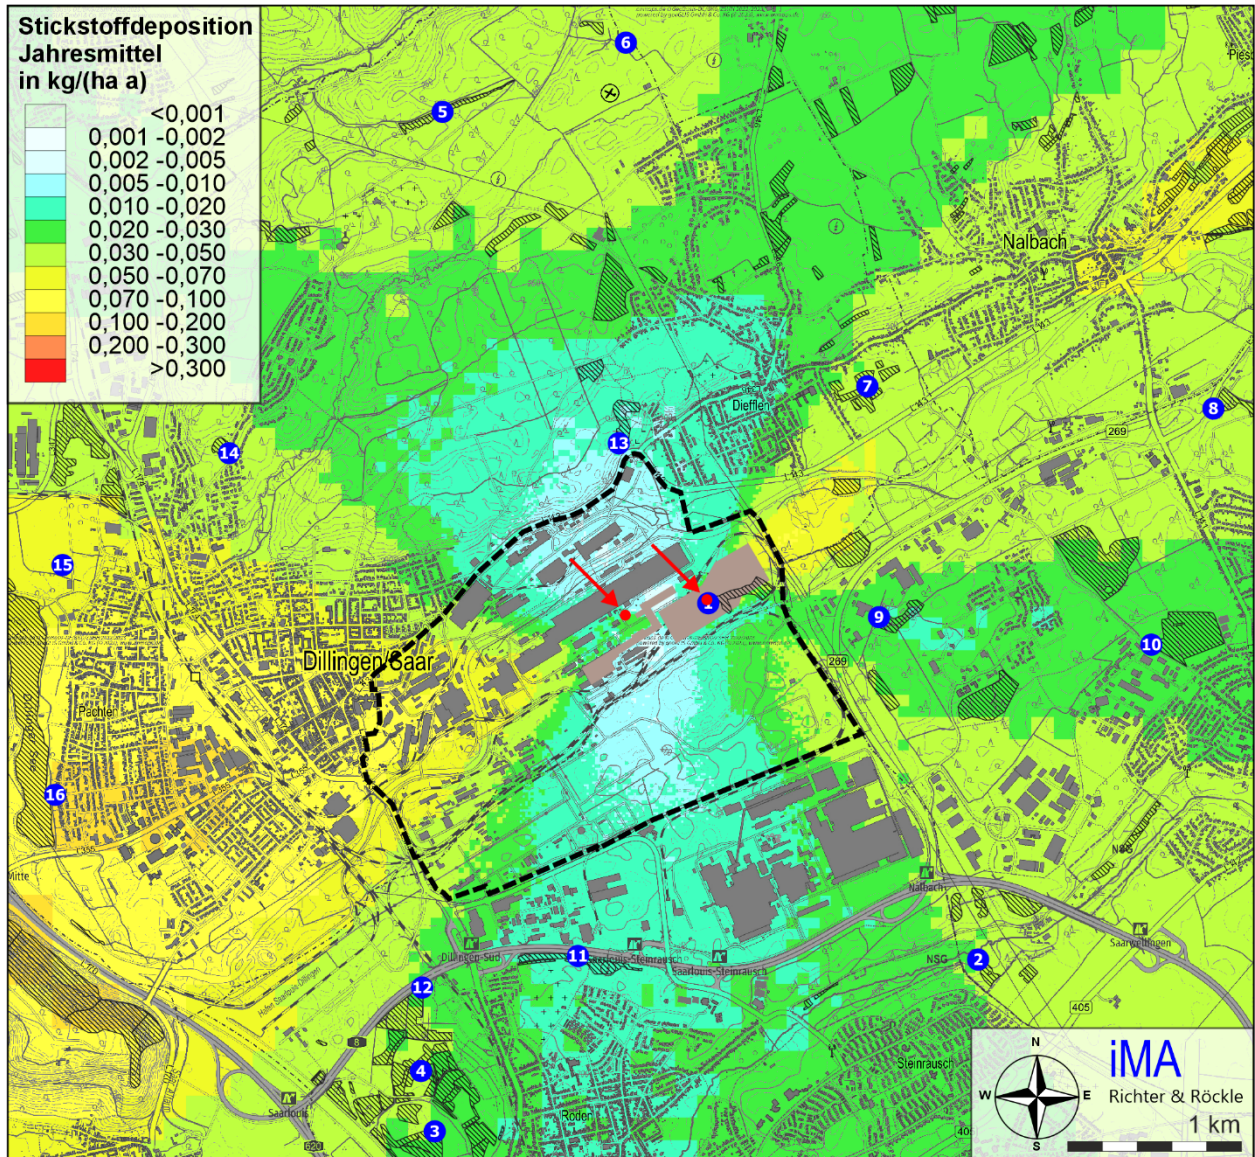 Stickstoffdeposition
Jahresmittel
in kg/(ha a)
<0,001
0,001 -0,002
0,002 -0,005
0,005 -0,010
0,010 -0,020
0,020 -0,030
0,030 -0,050
0,050 -0,070
0,070 -0,100
0,100 -0,200
0,200 -0,300
>0,300
6
5
Nalbach
7
8
Diefflen
269
13
14
15
1
9
10
Dillingen/Saar
269
Pachten
16
Nalbach
Dillingen-Süd
11
Saarlouis-Steinrausch
Saarlouis-Steinrausch
NSG
2
Saarwellingen
12
405
8
4
Steinrausch
Saarlouis
3
Roden
620
N
W
E
S
iMA
Richter & Röckle
1 km